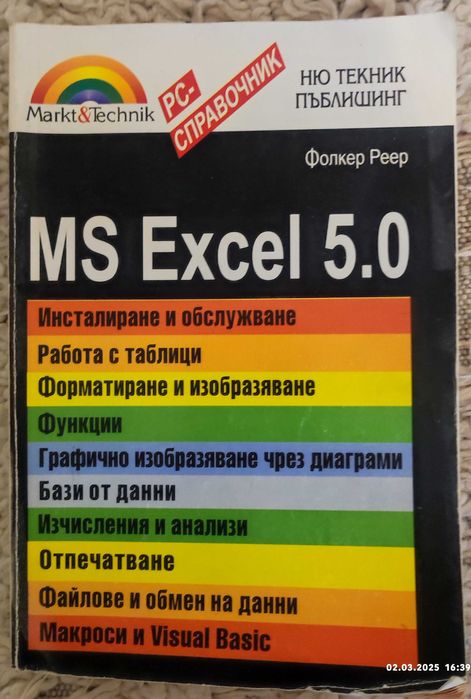 Markt&Technik
PC-
СПРАВОЧНИК
НЮ ТЕКНИК
ПЪБЛИШИНГ
Фолкер Реер
MS Excel 5.0
Инсталиране и обслужване
Работа с таблици
Форматиране и изобразяване
Функции
Графично изобразяване чрез диаграми
Бази от данни
Изчисления и анализи
Отпечатване
Файлове и обмен на данни
Макроси и Visual Basic
02.03.2025 16:39